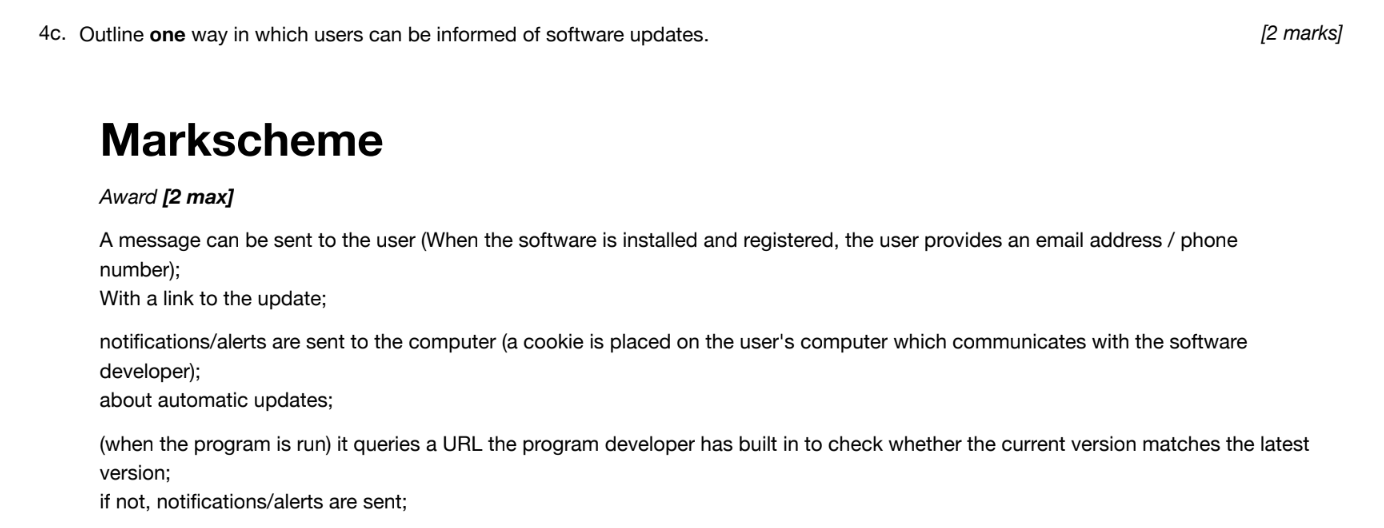 4c. Outline one way in which users can be informed of software updates. [2 marks]
Markscheme
Award [2 max]
A message can be sent to the user (When the software is installed and registered, the user provides an email address / phone
number);
With a link to the update;
notifications/alerts are sent to the computer (a cookie is placed on the user's computer which communicates with the software
developer);
about automatic updates;
(when the program is run) it queries a URL the program developer has built in to check whether the current version matches the latest
version;
if not, notifications/alerts are sent;